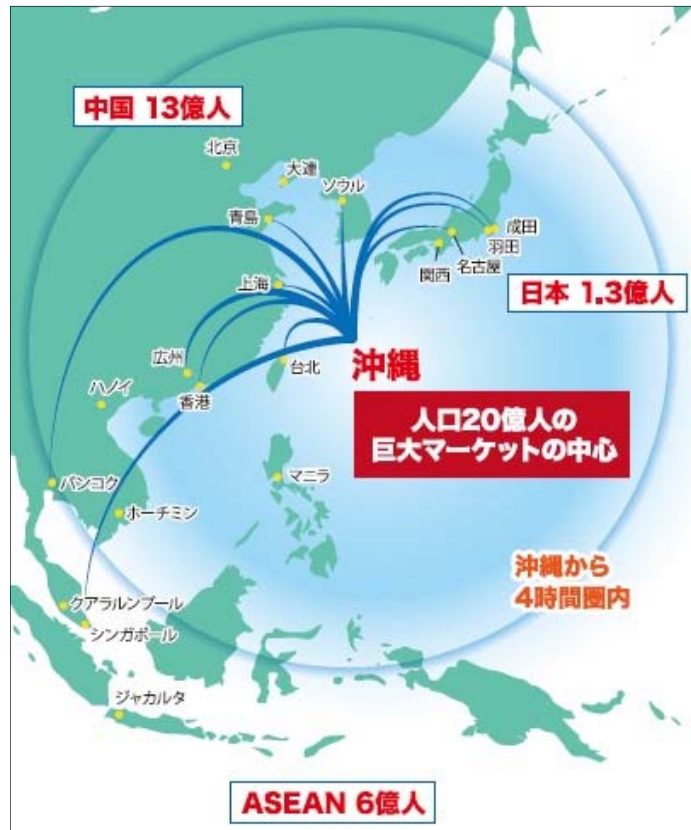 中国 13億人
北京
大連
ソウル
青島
成田
羽田
名古屋
関西
上海
日本 1.3億人
広州
台北
沖縄
香港
ハノイ
人口20億人の
巨大マーケットの中心
バンコク
マニラ
ホーチミン
沖縄から
4時間圏内
クアラルンプール
シンガポール
ジャカルタ
ASEAN 6億人